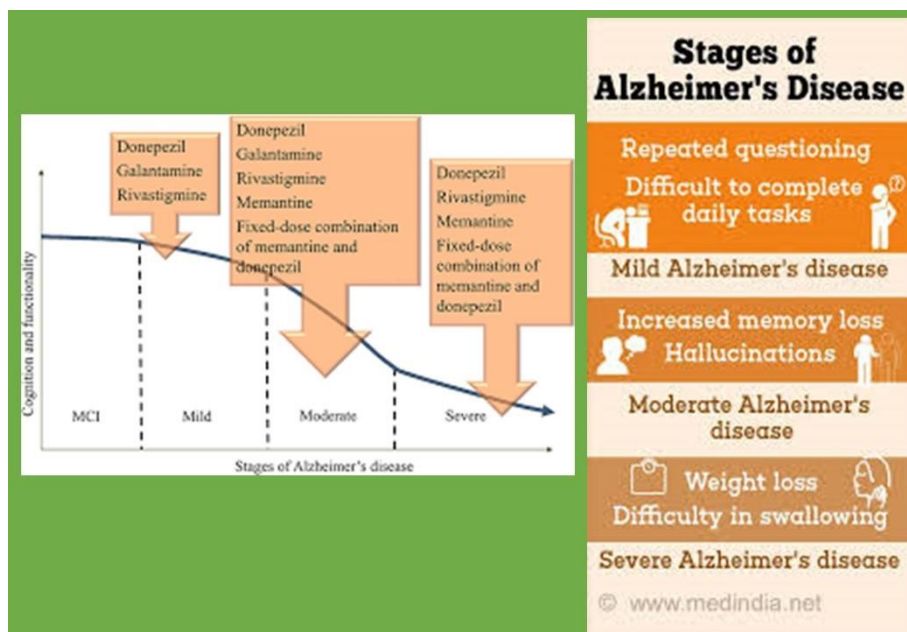 Donepezil
Galantamine
Rivastigmine
Donepezil
Galantamine
Rivastigmine
Memantine
Fixed-dose combination
of memantine and
donepezil
Donepezil
Rivastigmine
Memantine
Fixed-dose
combination of
memantine and
donepezil
Cognition and functionality
MCI
Mild
Moderate
Severe
Stages of Alzheimer's disease
Stages of
Alzheimer's Disease
Repeated questioning
Difficult to complete
daily tasks
Mild Alzheimer's disease
Increased memory loss
Hallucinations
Moderate Alzheimer's
disease
Weight loss
Difficulty in swallowing
Severe Alzheimer's disease
© www.medindia.net